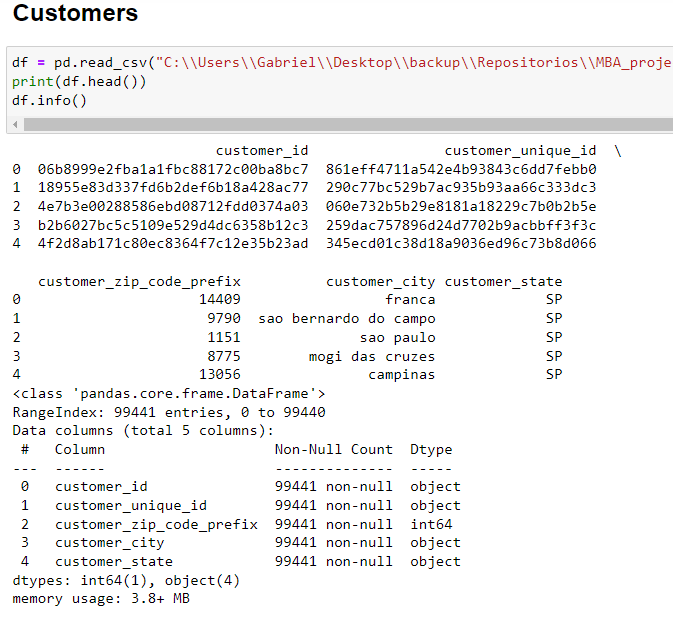 Customers
df = pd.read_csv("C:\\Users\\Gabriel\\Desktop\\backup\\Repositorios\\MBA_proje
print(df.head())
df.info()
                        customer_id                customer_unique_id  \
0  06b8999e2fba1a1fbc88172c00ba8bc7  861eff4711a542e4b93843c6dd7febb0
1  18955e83d337fd6b2def6b18a428ac77  290c77bc529b7ac935b93aa66c333dc3
2  4e7b3e00288586ebd08712fdd0374a03  060e732b5b29e8181a18229c7b0b2b5e
3  b2b6027bc5c5109e529d4dc6358b12c3  259dac757896d24d7702b9acbbff3f3c
4  4f2d8ab171c80ec8364f7c12e35b23ad  345ecd01c38d18a9036ed96c73b8d066
   customer_zip_code_prefix          customer_city customer_state
0                     14409                 franca             SP
1                      9790  sao bernardo do campo             SP
2                      1151              sao paulo             SP
3                      8775        mogi das cruzes             SP
4                     13056               campinas             SP
<class 'pandas.core.frame.DataFrame'>
RangeIndex: 99441 entries, 0 to 99440
Data columns (total 5 columns):
 #   Column                    Non-Null Count  Dtype
---  ------                    --------------  -----
 0   customer_id               99441 non-null  object
 1   customer_unique_id        99441 non-null  object
 2   customer_zip_code_prefix  99441 non-null  int64
 3   customer_city             99441 non-null  object
 4   customer_state            99441 non-null  object
dtypes: int64(1), object(4)
memory usage: 3.8+ MB